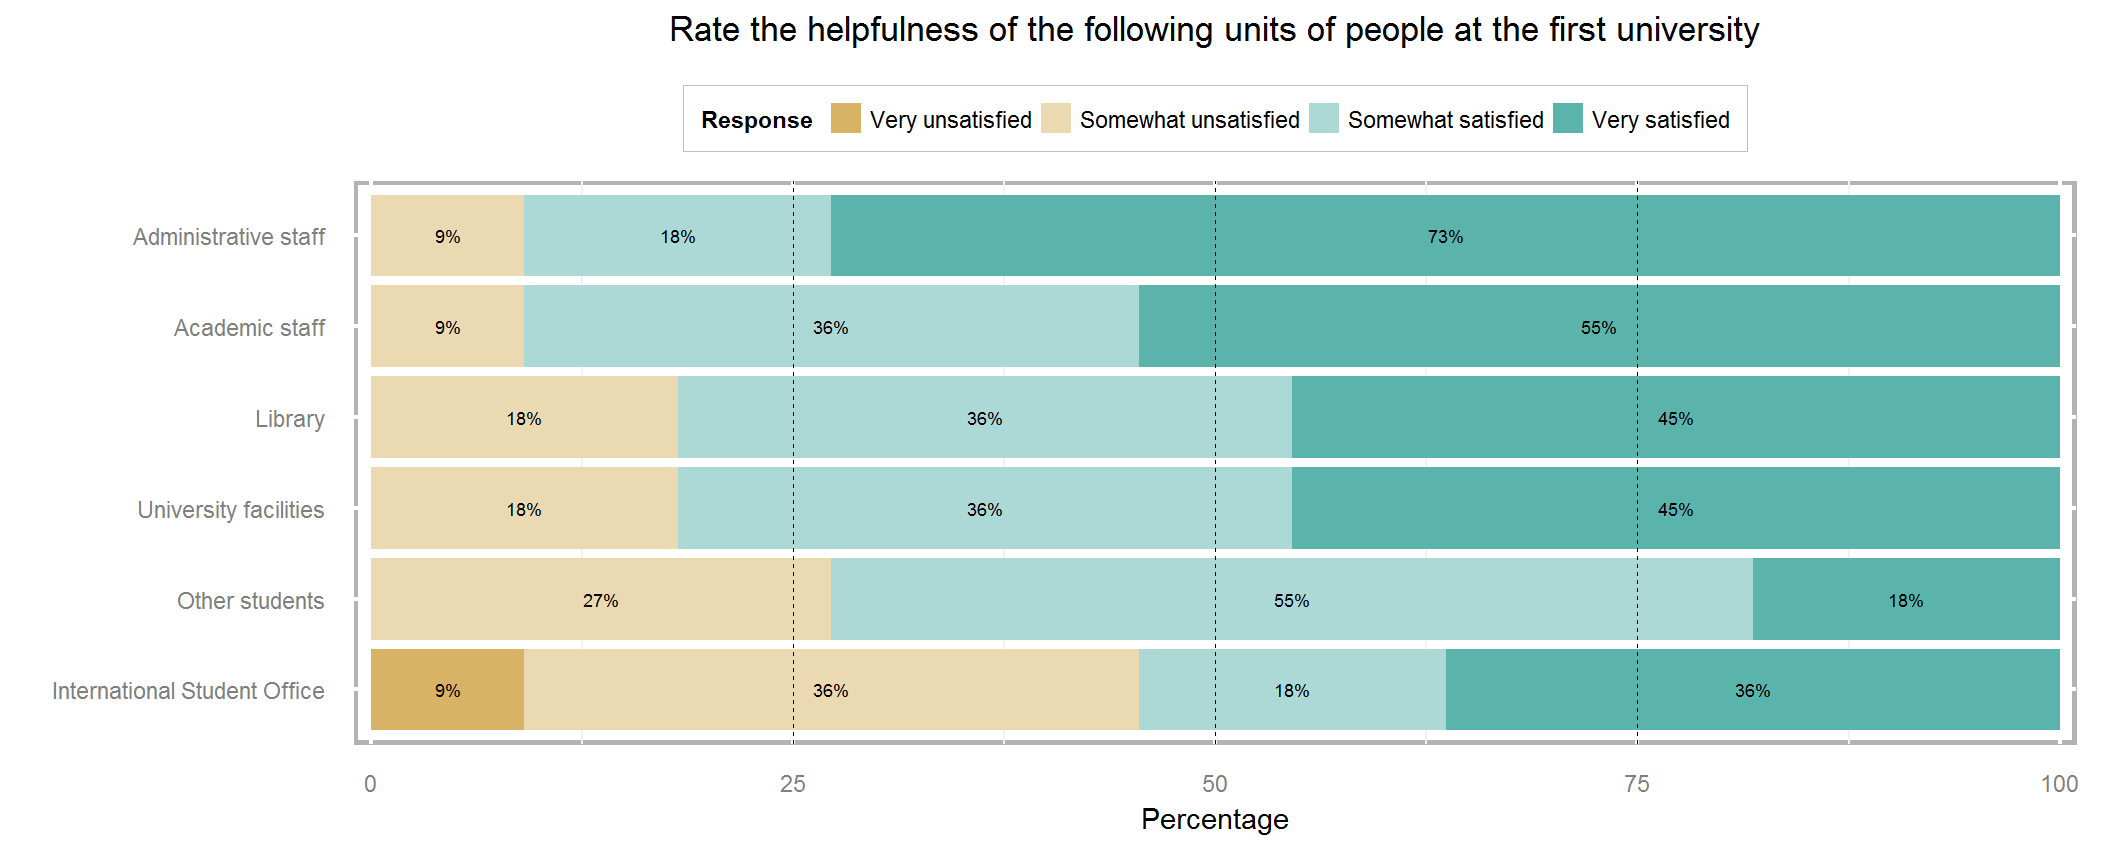 Rate the helpfulness of the following units of people at the first university
Response Very unsatisfied Somewhat unsatisfied Somewhat satisfied Very satisfied
Administrative staff 9% 18% 73%
Academic staff 9% 36% 55%
Library 18% 36% 45%
University facilities 18% 36% 45%
Other students 27% 55% 18%
International Student Office 9% 36% 18% 36%
0 25 50 75 100
Percentage